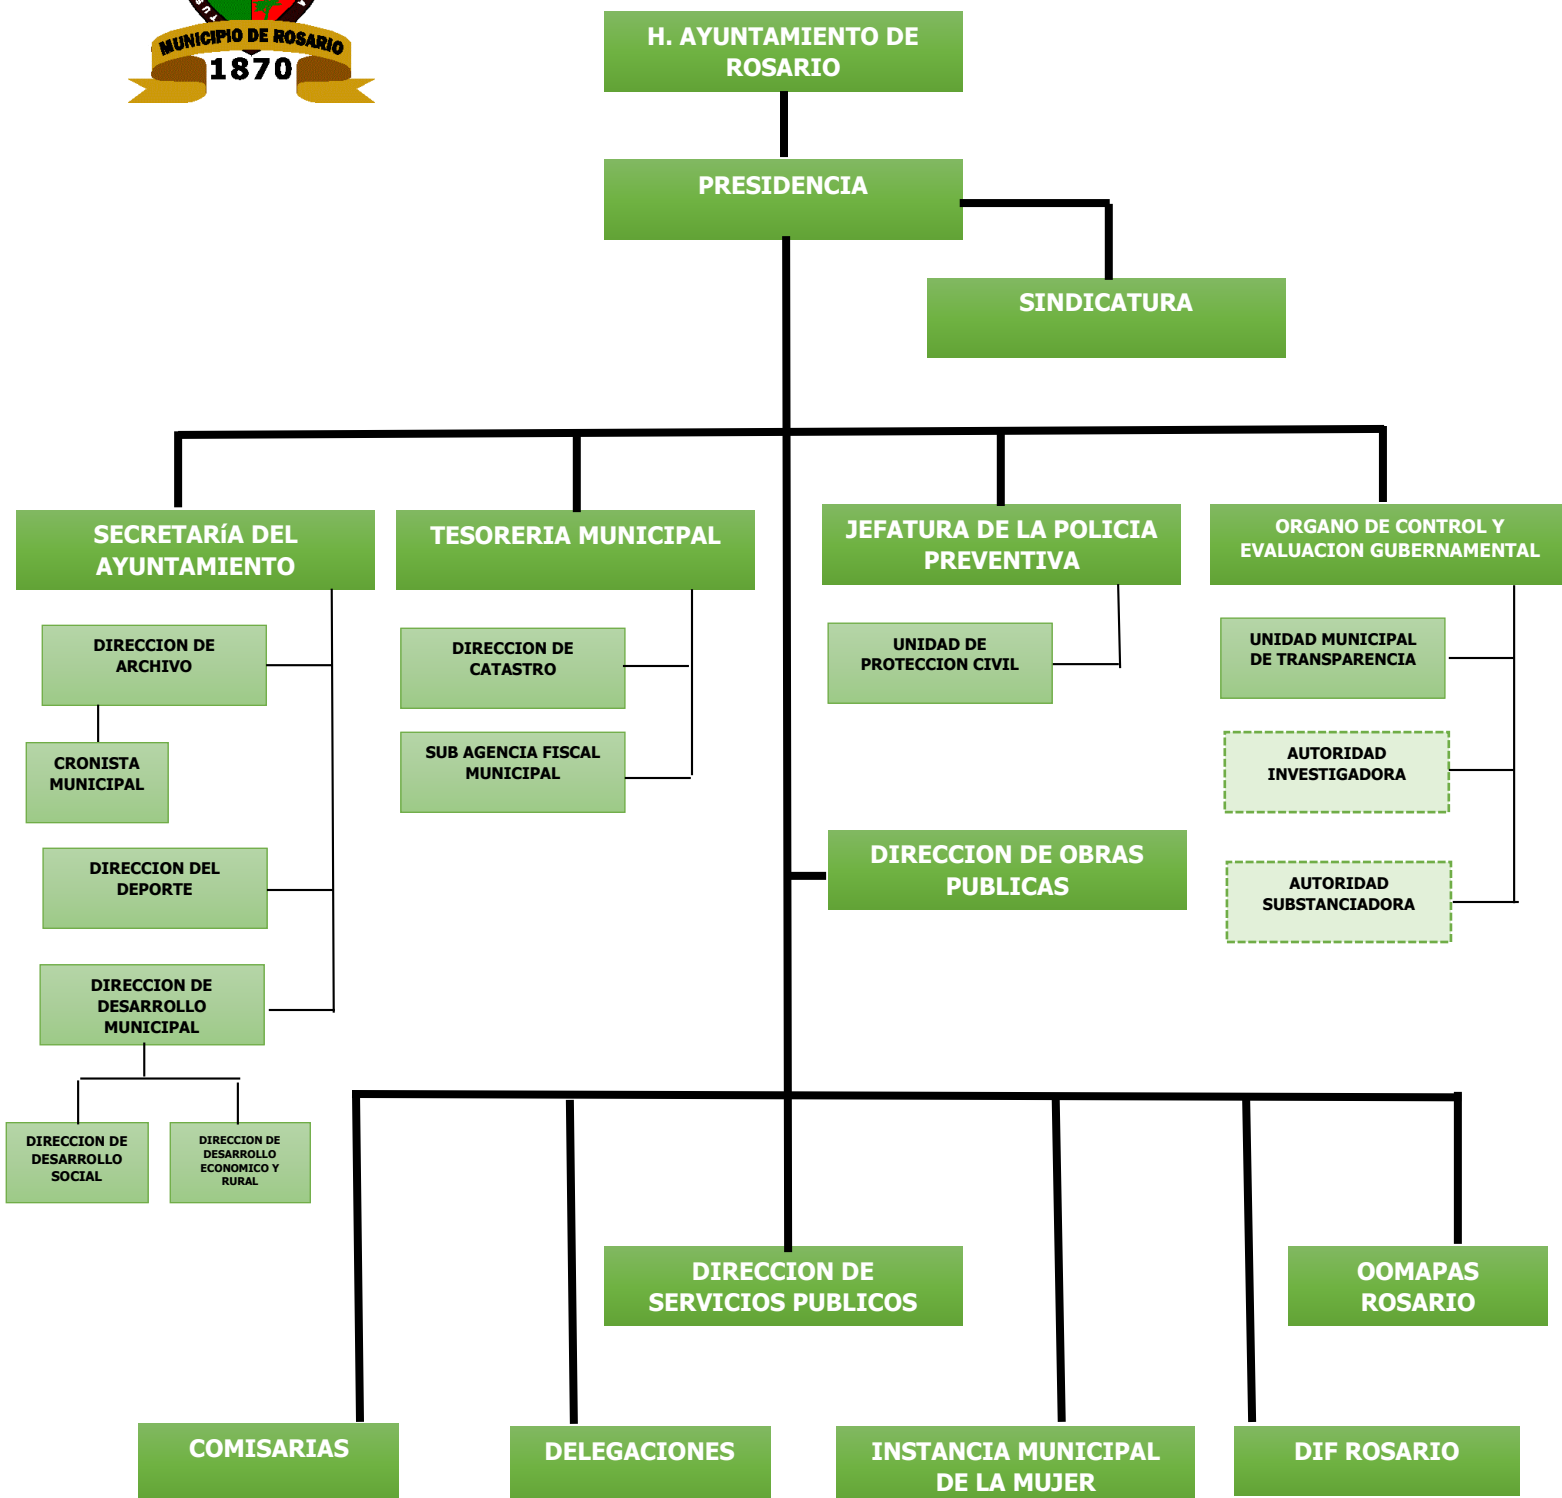 MUNICIPIO DE ROSARIO
1870
H. AYUNTAMIENTO DE
ROSARIO
PRESIDENCIA
SINDICATURA
SECRETARíA DEL
AYUNTAMIENTO
TESORERIA MUNICIPAL
JEFATURA DE LA POLICIA
PREVENTIVA
ORGANO DE CONTROL Y
EVALUACION GUBERNAMENTAL
DIRECCION DE
ARCHIVO
DIRECCION DE
CATASTRO
UNIDAD DE
PROTECCION CIVIL
UNIDAD MUNICIPAL
DE TRANSPARENCIA
CRONISTA
MUNICIPAL
SUB AGENCIA FISCAL
MUNICIPAL
AUTORIDAD
INVESTIGADORA
DIRECCION DEL
DEPORTE
DIRECCION DE OBRAS
PUBLICAS
AUTORIDAD
SUBSTANCIADORA
DIRECCION DE
DESARROLLO
MUNICIPAL
DIRECCION DE
DESARROLLO
SOCIAL
DIRECCION DE
DESARROLLO
ECONOMICO Y
RURAL
DIRECCION DE
SERVICIOS PUBLICOS
OOMAPAS
ROSARIO
COMISARIAS
DELEGACIONES
INSTANCIA MUNICIPAL
DE LA MUJER
DIF ROSARIO